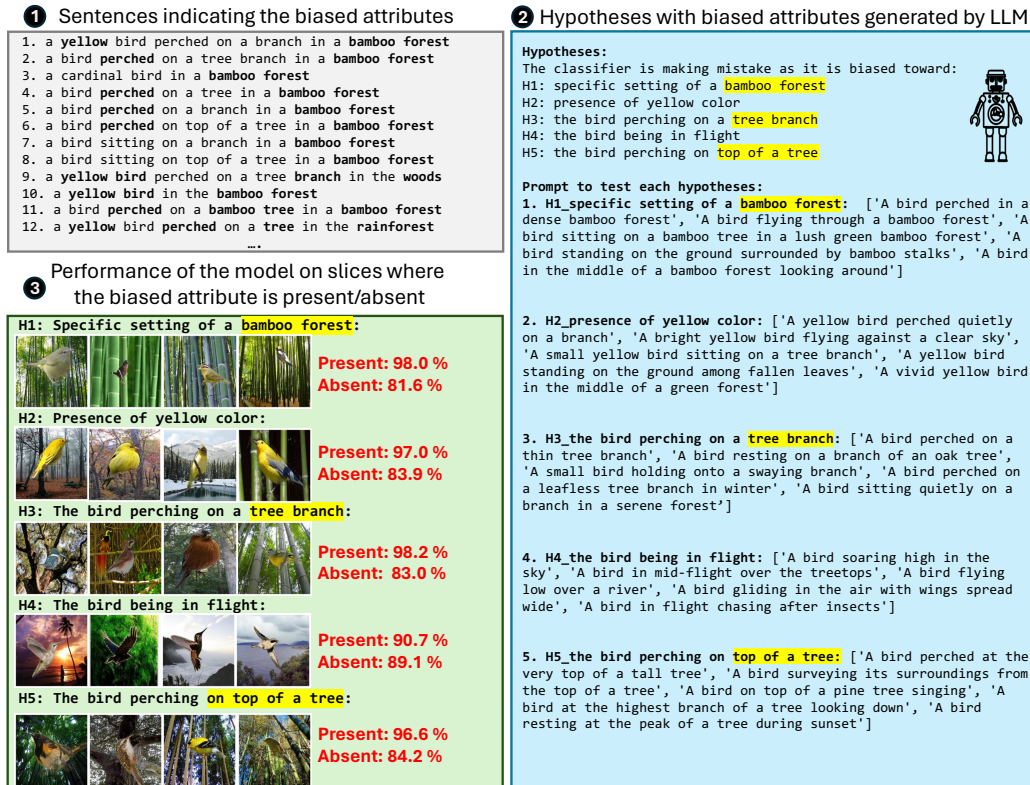 1 Sentences indicating the biased attributes
1. a yellow bird perched on a branch in a bamboo forest
2. a bird perched on a tree branch in a bamboo forest
3. a cardinal bird in a bamboo forest
4. a bird perched on a tree in a bamboo forest
5. a bird perched on a branch in a bamboo forest
6. a bird perched on top of a tree in a bamboo forest
7. a bird sitting on a branch in a bamboo forest
8. a bird sitting on top of a tree in a bamboo forest
9. a yellow bird perched on a tree branch in the woods
10. a yellow bird in the bamboo forest
11. a bird perched on a bamboo tree in a bamboo forest
12. a yellow bird perched on a tree in the rainforest
….
3 Performance of the model on slices where
the biased attribute is present/absent
H1: Specific setting of a bamboo forest:
Present: 98.0 %
Absent: 81.6 %
H2: Presence of yellow color:
Present: 97.0 %
Absent: 83.9 %
H3: The bird perching on a tree branch:
Present: 98.2 %
Absent: 83.0 %
H4: The bird being in flight:
Present: 90.7 %
Absent: 89.1 %
H5: The bird perching on top of a tree:
Present: 96.6 %
Absent: 84.2 %
2 Hypotheses with biased attributes generated by LLM
Hypotheses:
The classifier is making mistake as it is biased toward:
H1: specific setting of a bamboo forest
H2: presence of yellow color
H3: the bird perching on a tree branch
H4: the bird being in flight
H5: the bird perching on top of a tree
Prompt to test each hypotheses:
1. H1_specific setting of a bamboo forest: ['A bird perched in a
dense bamboo forest', 'A bird flying through a bamboo forest', 'A
bird sitting on a bamboo tree in a lush green bamboo forest', 'A
bird standing on the ground surrounded by bamboo stalks', 'A bird
in the middle of a bamboo forest looking around']
2. H2_presence of yellow color: ['A yellow bird perched quietly
on a branch', 'A bright yellow bird flying against a clear sky',
'A small yellow bird sitting on a tree branch', 'A yellow bird
standing on the ground among fallen leaves', 'A vivid yellow bird
in the middle of a green forest']
3. H3_the bird perching on a tree branch: ['A bird perched on a
thin tree branch', 'A bird resting on a branch of an oak tree',
'A small bird holding onto a swaying branch', 'A bird perched on
a leafless tree branch in winter', 'A bird sitting quietly on a
branch in a serene forest’]
4. H4_the bird being in flight: ['A bird soaring high in the
sky', 'A bird in mid-flight over the treetops', 'A bird flying
low over a river', 'A bird gliding in the air with wings spread
wide', 'A bird in flight chasing after insects']
5. H5_the bird perching on top of a tree: ['A bird perched at the
very top of a tall tree', 'A bird surveying its surroundings from
the top of a tree', 'A bird on top of a pine tree singing', 'A
bird at the highest branch of a tree looking down', 'A bird
resting at the peak of a tree during sunset']